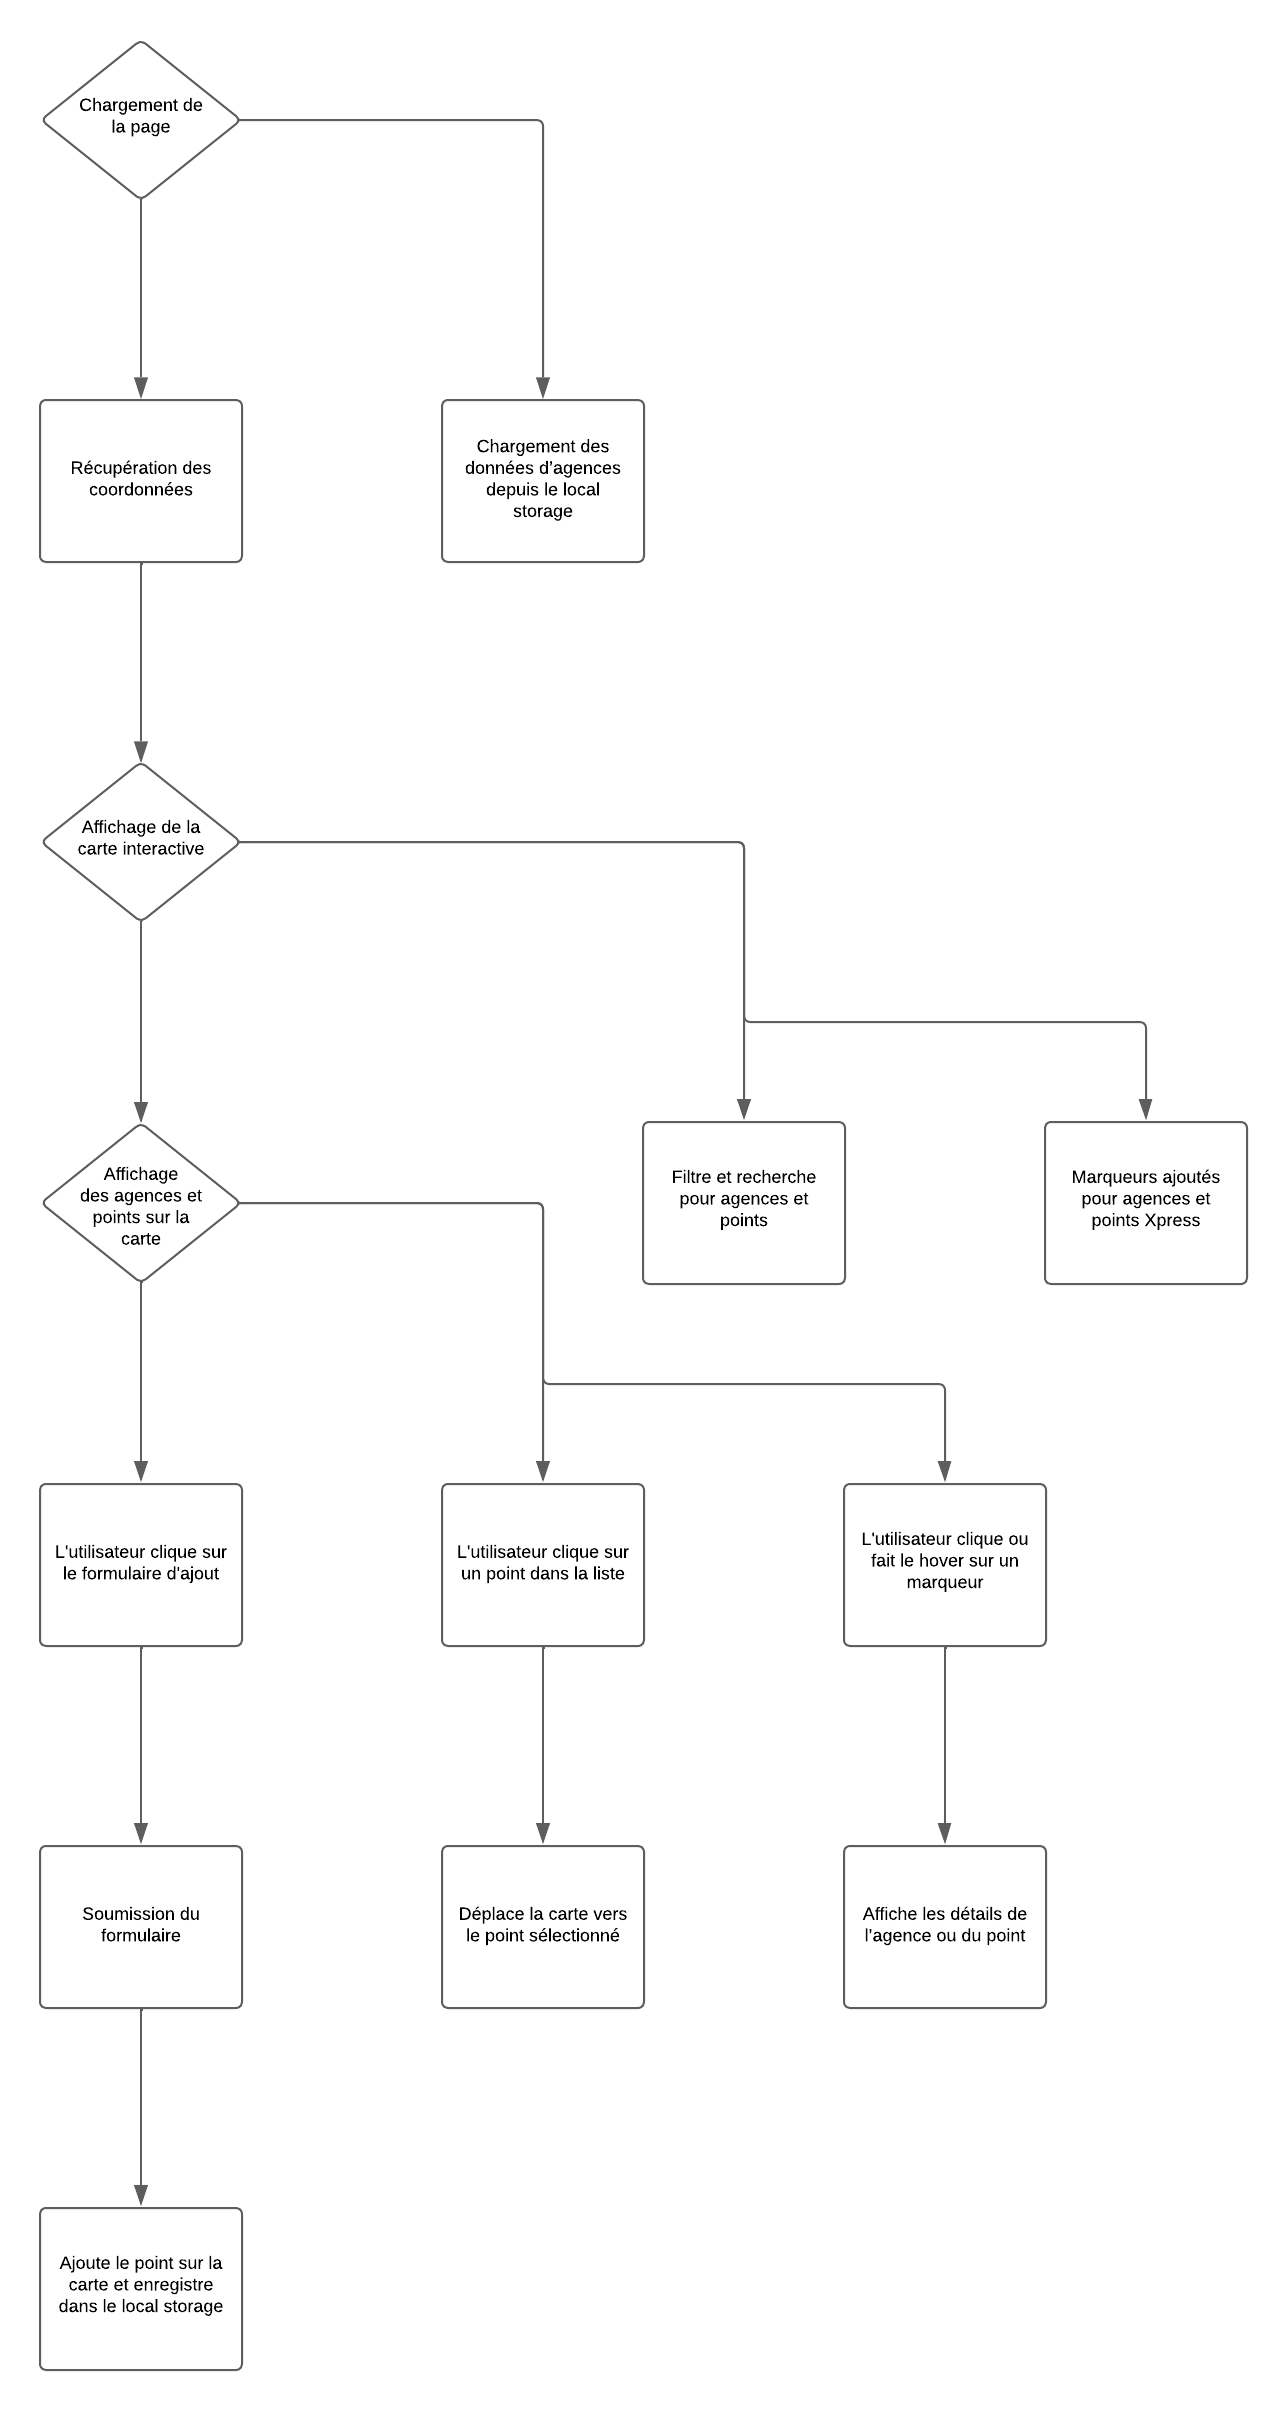 Chargement de
la page
Récupération des
coordonnées
Chargement des
données d’agences
depuis le local
storage
Affichage de la
carte interactive
Affichage
des agences et
points sur la
carte
Filtre et recherche
pour agences et
points
Marqueurs ajoutés
pour agences et
points Xpress
L'utilisateur clique sur
le formulaire d'ajout
L'utilisateur clique sur
un point dans la liste
L'utilisateur clique ou
fait le hover sur un
marqueur
Soumission du
formulaire
Déplace la carte vers
le point sélectionné
Affiche les détails de
l’agence ou du point
Ajoute le point sur la
carte et enregistre
dans le local storage